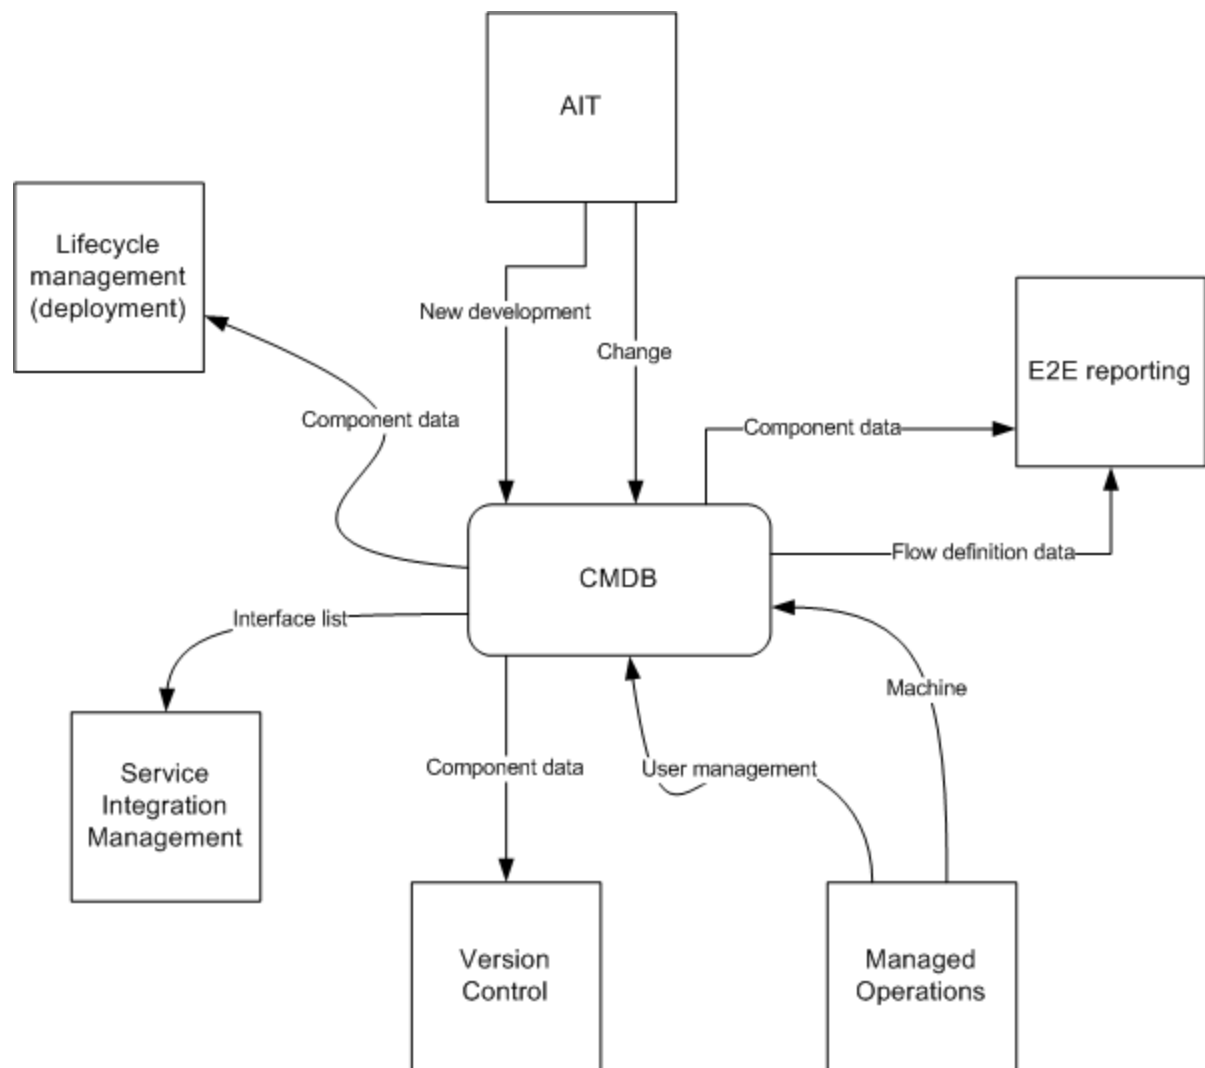 AIT
Lifecycle
management
(deployment)
New development
Change
E2E reporting
Component data
Component data
Flow definition data
CMDB
Interface list
Machine
Service
Integration
Management
Component data
User management
Version
Control
Managed
Operations